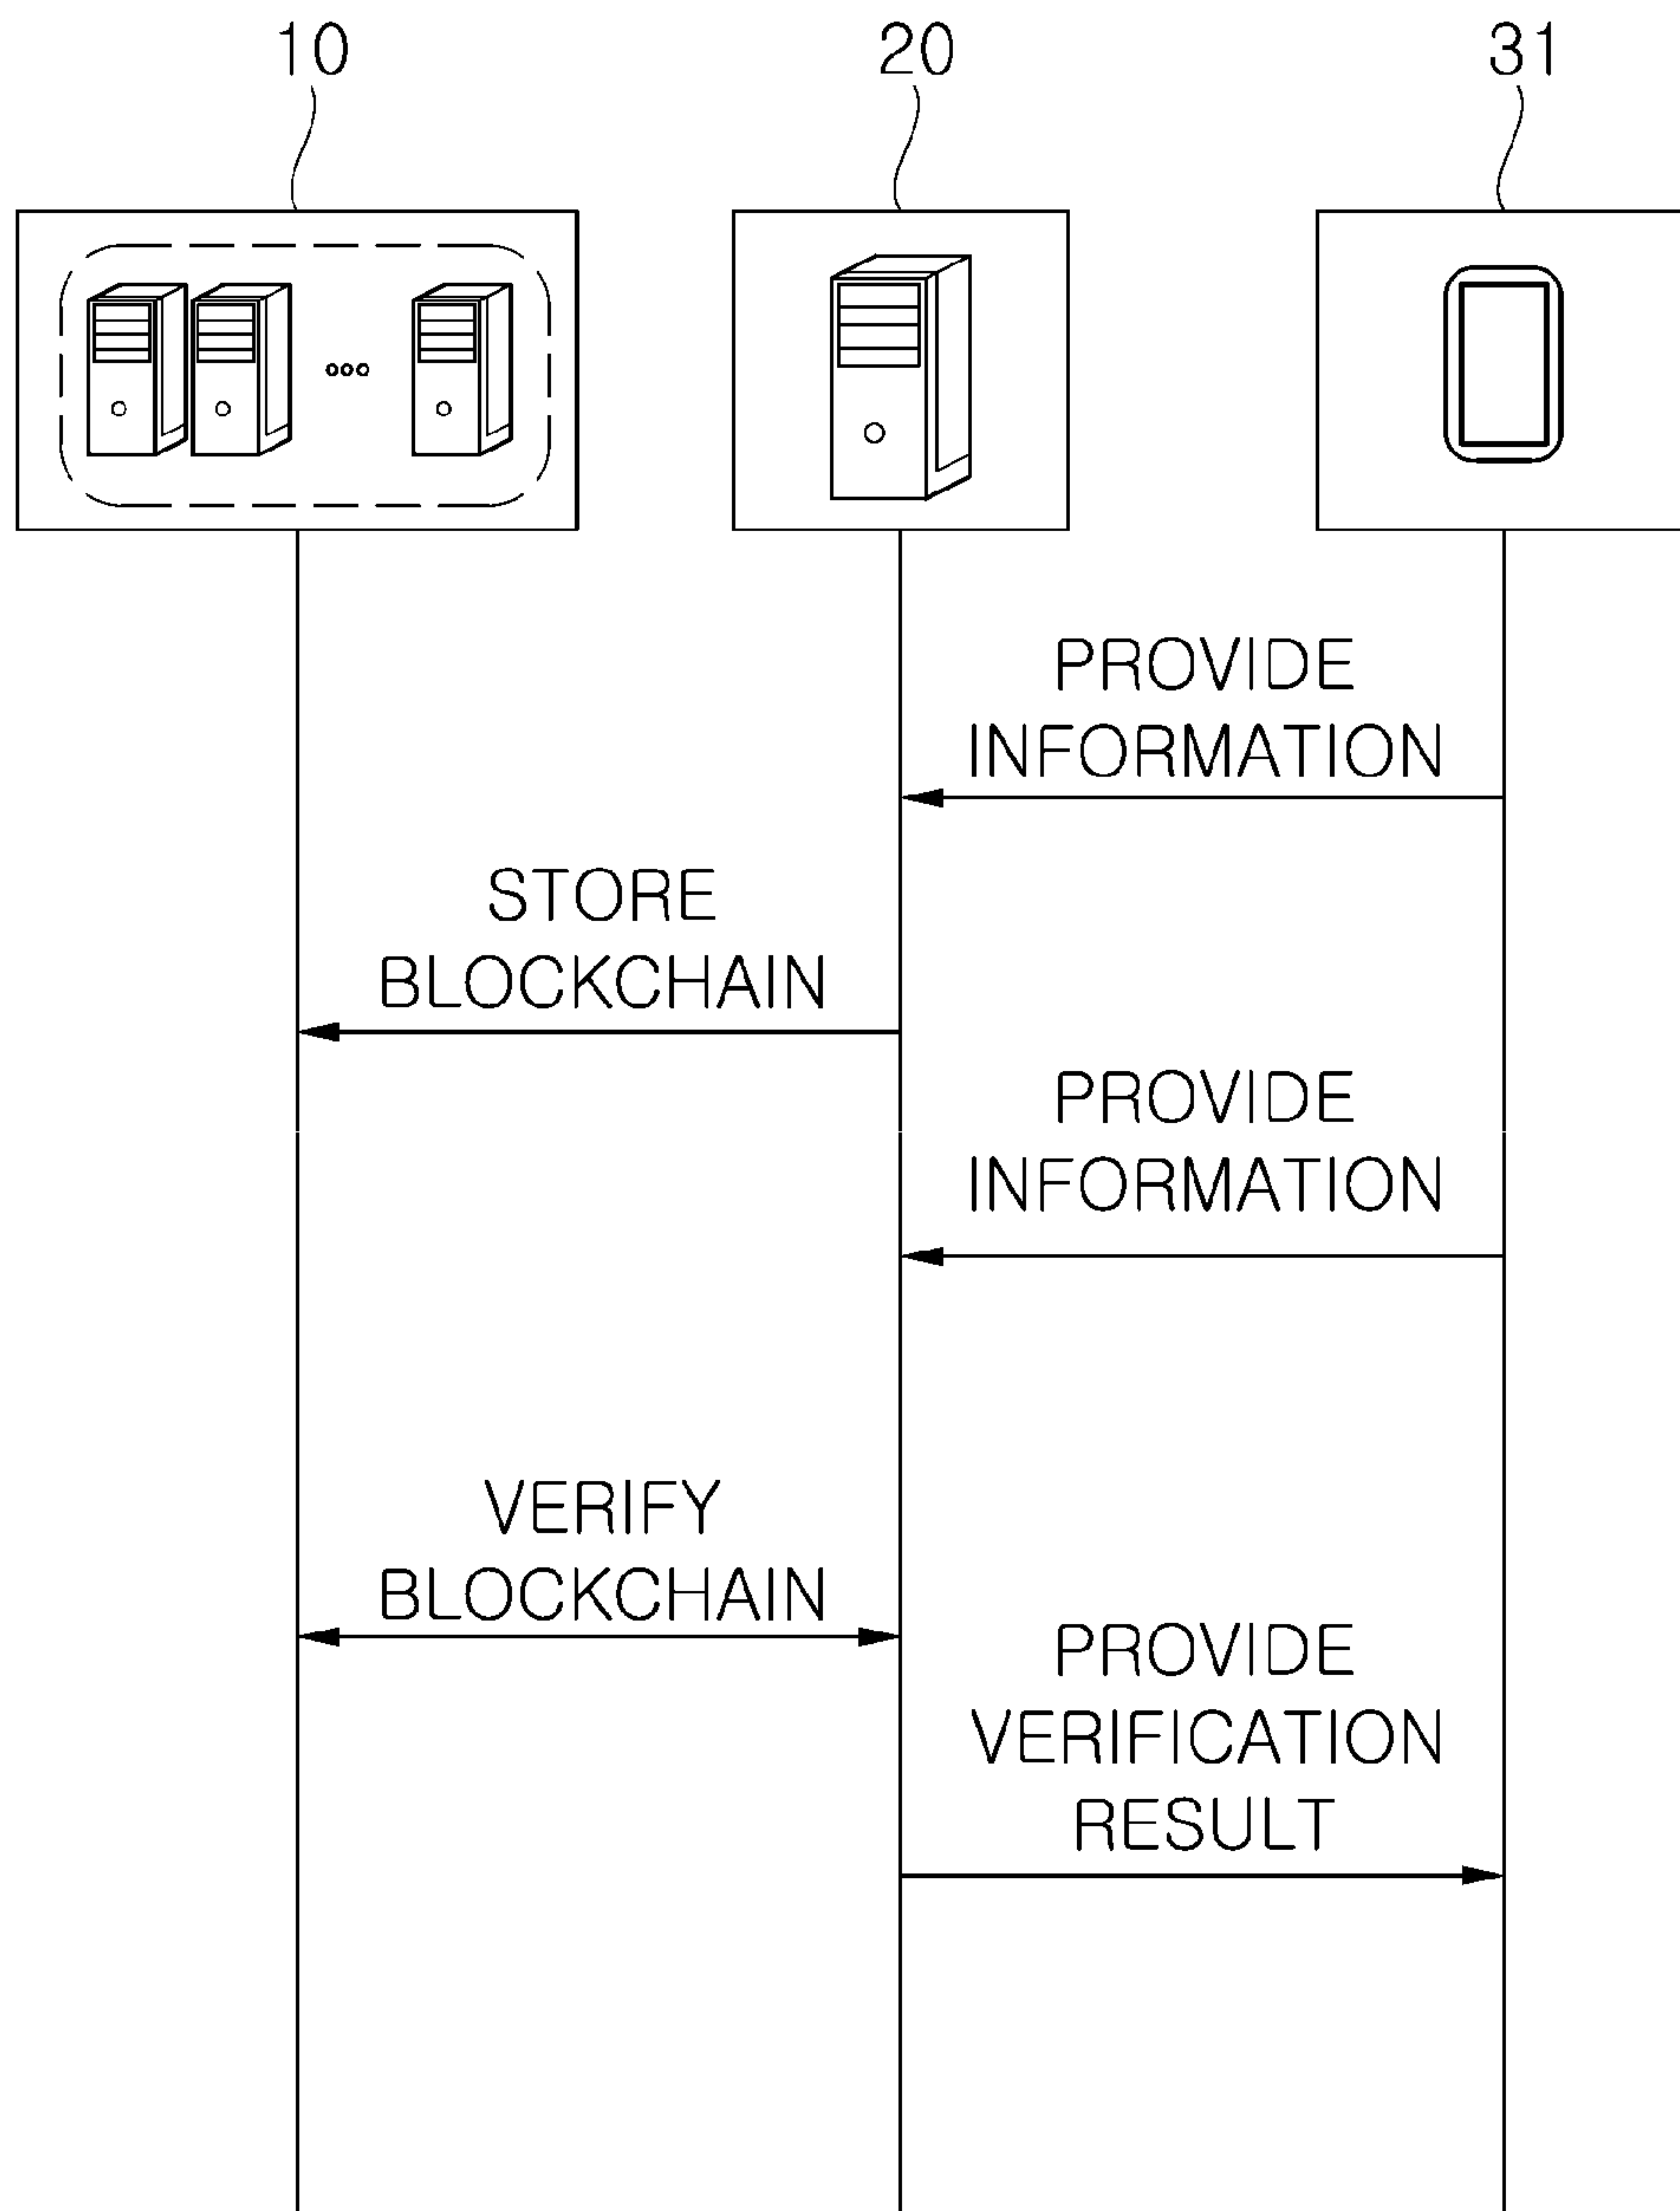 10
20
31
PROVIDE
INFORMATION
STORE
BLOCKCHAIN
PROVIDE
INFORMATION
VERIFY
BLOCKCHAIN
PROVIDE
VERIFICATION
RESULT